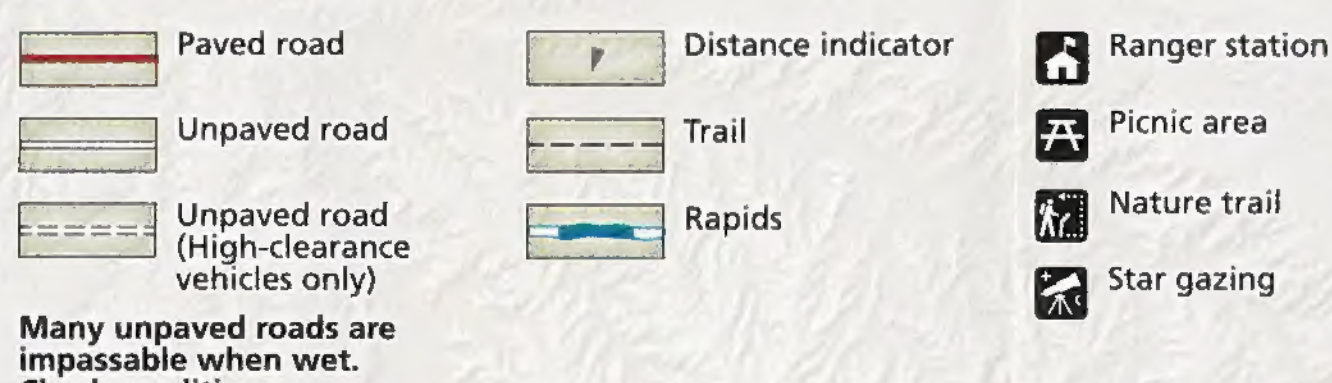 Paved road
Unpaved road
Unpaved road
(High-clearance
vehicles only)
Many unpaved roads are
impassable when wet.
Distance indicator
Trail
Rapids
Ranger station
Picnic area
Nature trail
Star gazing